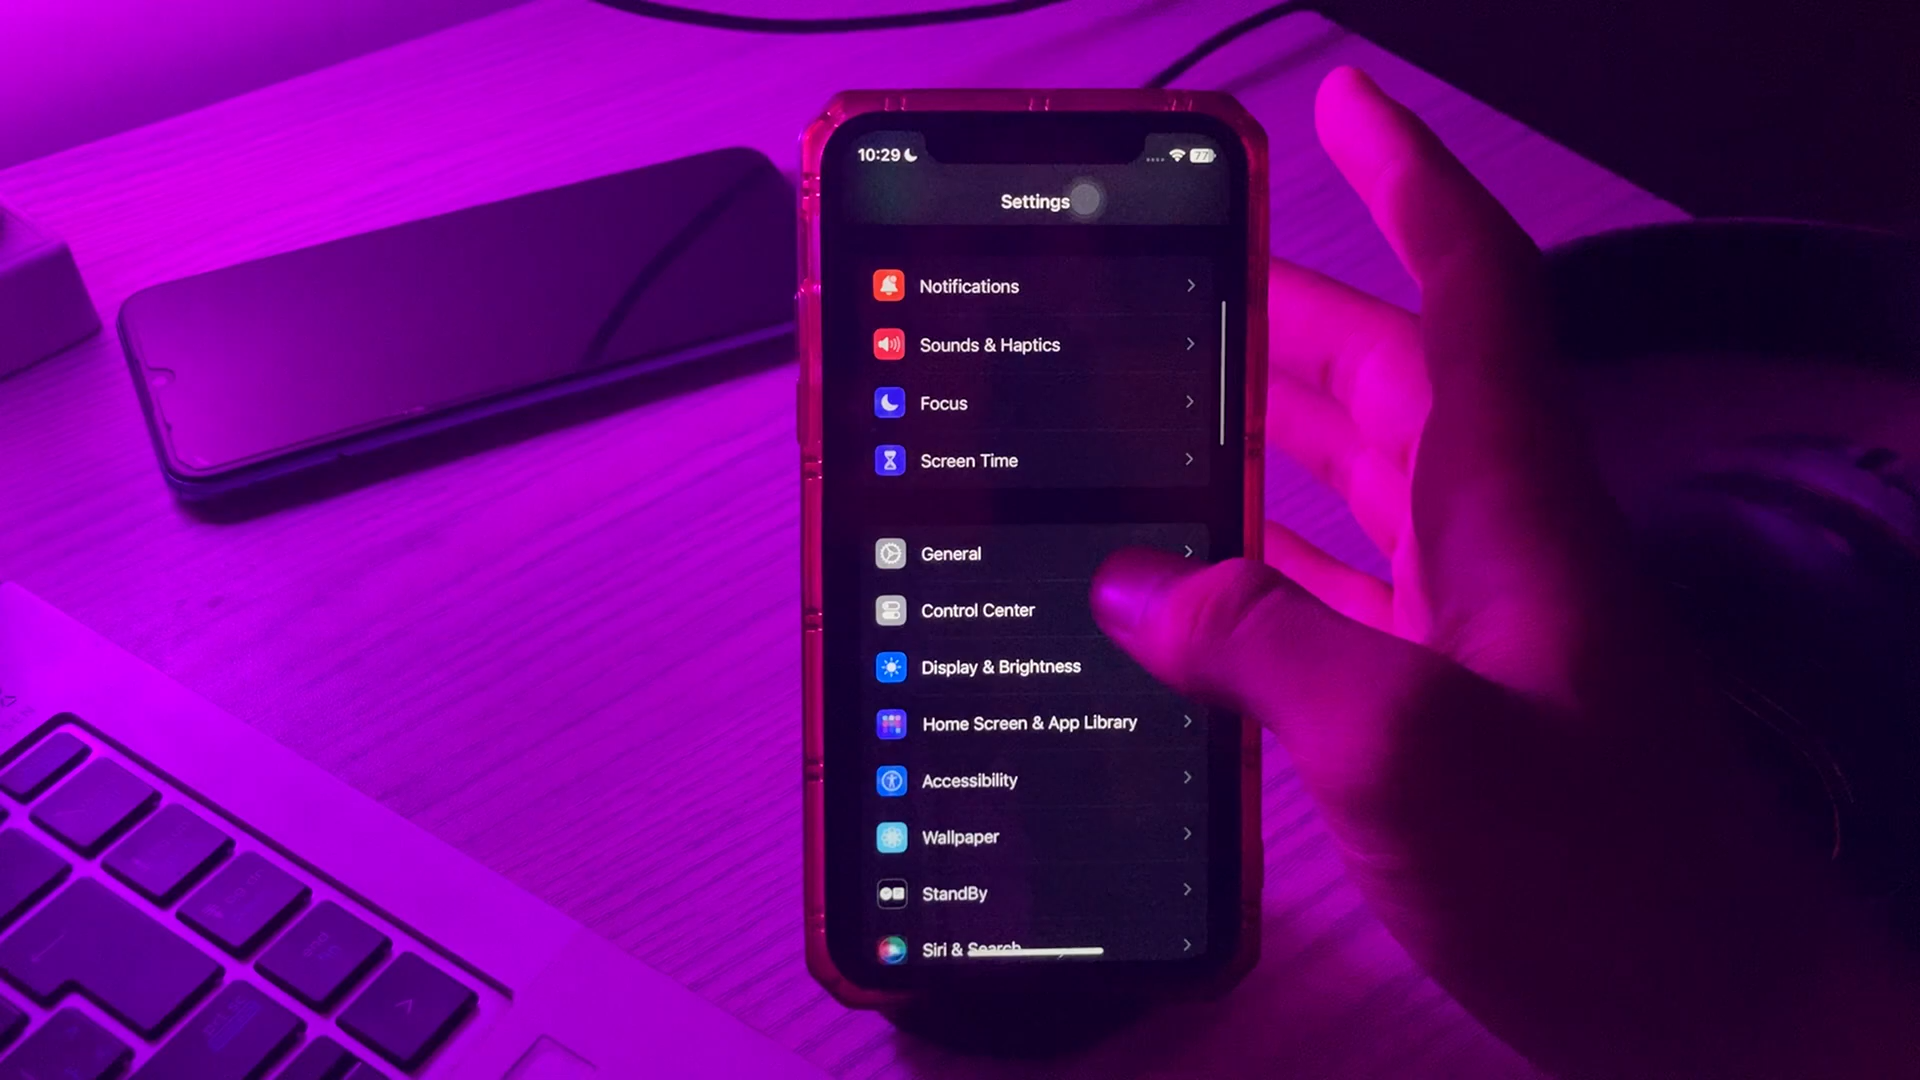 10:29
77
Settings
Notifications
Sounds & Haptics
Focus
Screen Time
General
Control Center
Display & Brightness
Home Screen & App Library
Accessibility
Wallpaper
StandBy
Siri & Search